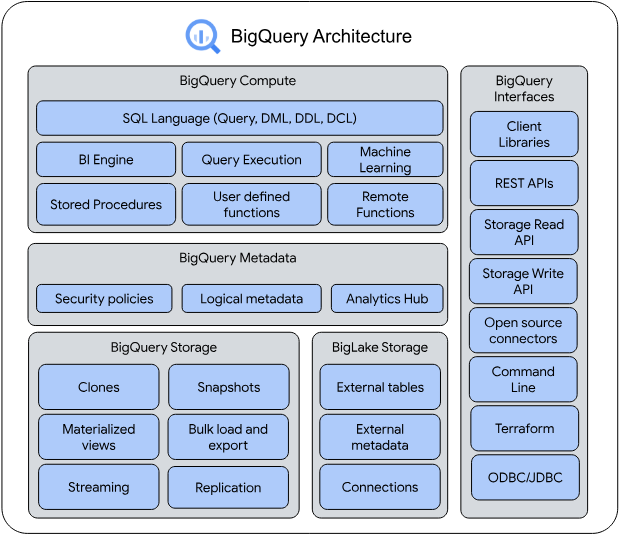 BigQuery Architecture
BigQuery Compute
SQL Language (Query, DML, DDL, DCL)
BI Engine
Query Execution
Machine
Learning
Stored Procedures
User defined
functions
Remote
Functions
BigQuery Metadata
Security policies
Logical metadata
Analytics Hub
BigQuery Storage
Clones
Snapshots
Materialized
views
Bulk load and
export
Streaming
Replication
BigLake Storage
External tables
External
metadata
Connections
BigQuery
Interfaces
Client
Libraries
REST APIs
Storage Read
API
Storage Write
API
Open source
connectors
Command
Line
Terraform
ODBC/JDBC